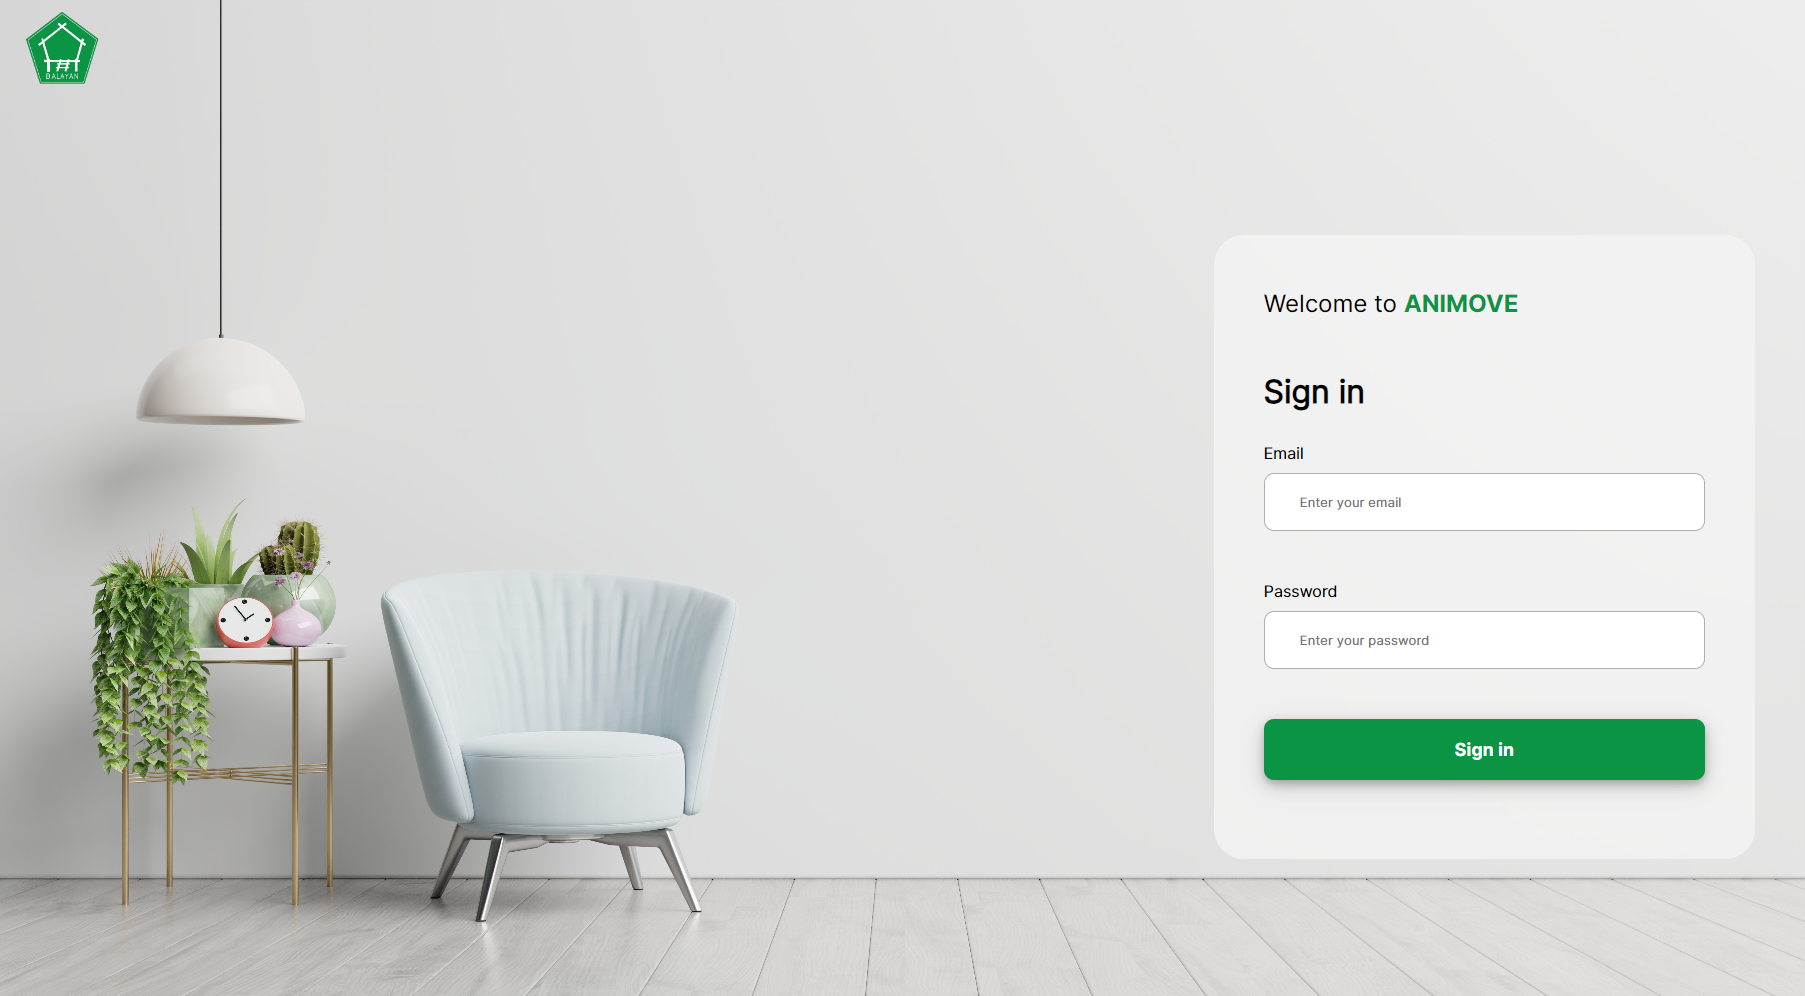 BALAYAN
Welcome to ANIMOVE
Sign in
Email
Enter your email
Password
Enter your password
Sign in